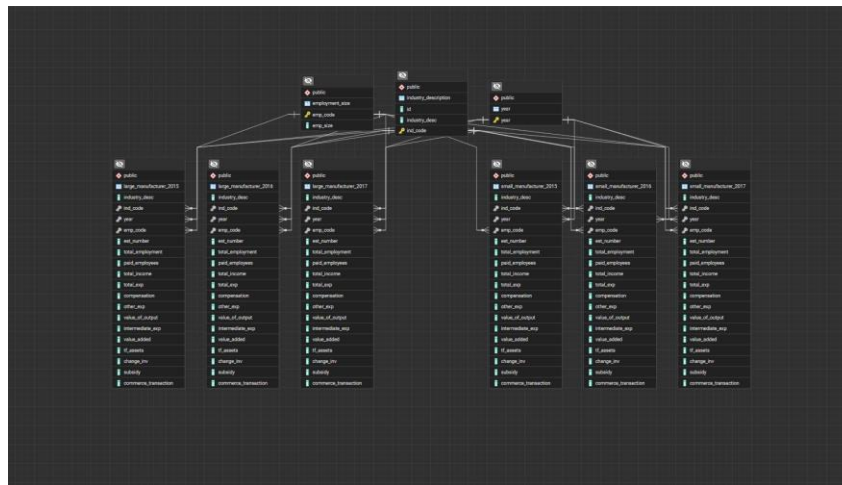 public
employment_size
emp_code
emp_size
public
industry_description
id
industry_desc
ind_code
public
year
year
public
large_manufacturer_2015
industry_desc
ind_code
year
emp_code
est_number
total_employment
paid_employees
total_income
total_exp
compensation
other_exp
value_of_output
intermediate_exp
value_added
tf_assets
change_inv
subsidy
commerce_transaction
public
large_manufacturer_2016
industry_desc
ind_code
year
emp_code
est_number
total_employment
paid_employees
total_income
total_exp
compensation
other_exp
value_of_output
intermediate_exp
value_added
tf_assets
change_inv
subsidy
commerce_transaction
public
large_manufacturer_2017
industry_desc
ind_code
year
emp_code
est_number
total_employment
paid_employees
total_income
total_exp
compensation
other_exp
value_of_output
intermediate_exp
value_added
tf_assets
change_inv
subsidy
commerce_transaction
public
small_manufacturer_2015
industry_desc
ind_code
year
emp_code
est_number
total_employment
paid_employees
total_income
total_exp
compensation
other_exp
value_of_output
intermediate_exp
value_added
tf_assets
change_inv
subsidy
commerce_transaction
public
small_manufacturer_2016
industry_desc
ind_code
year
emp_code
est_number
total_employment
paid_employees
total_income
total_exp
compensation
other_exp
value_of_output
intermediate_exp
value_added
tf_assets
change_inv
subsidy
commerce_transaction
public
small_manufacturer_2017
industry_desc
ind_code
year
emp_code
est_number
total_employment
paid_employees
total_income
total_exp
compensation
other_exp
value_of_output
intermediate_exp
value_added
tf_assets
change_inv
subsidy
commerce_transaction